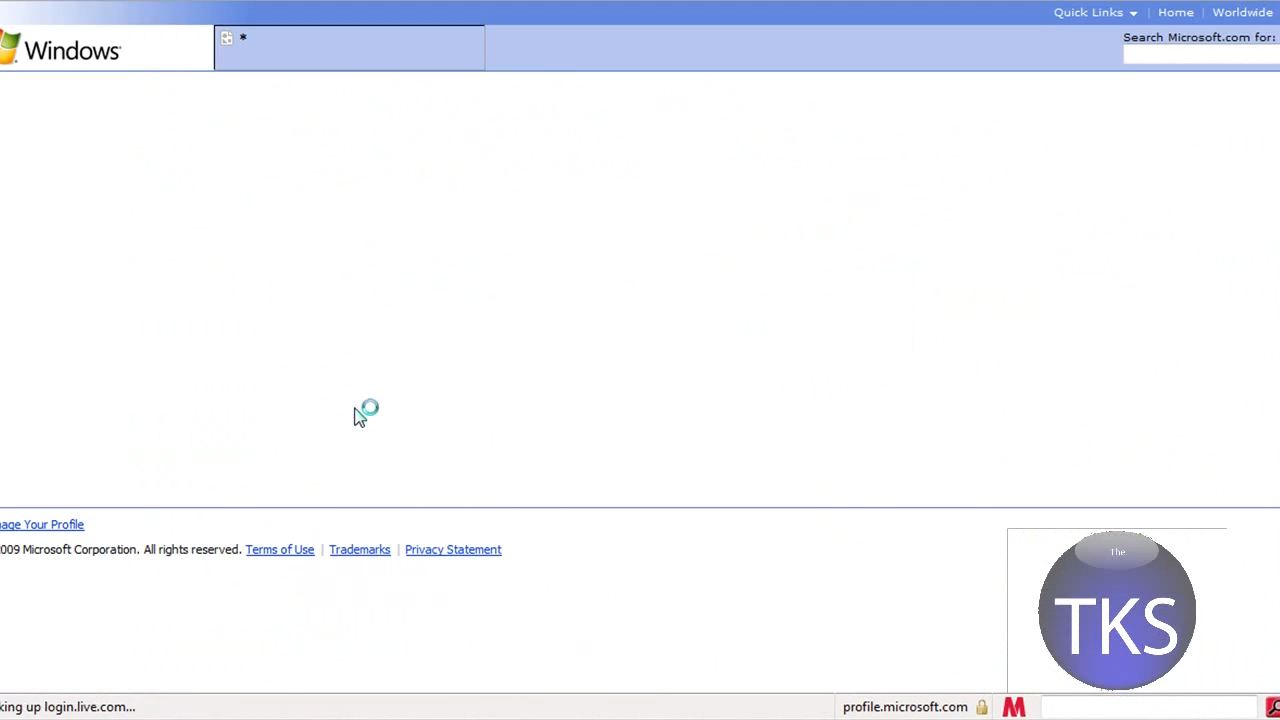 Quick Links | Home | Worldwide
Windows
*
Search Microsoft.com for:
age Your Profile
009 Microsoft Corporation. All rights reserved. Terms of Use | Trademarks | Privacy Statement
The
TKS
king up login.live.com...
profile.microsoft.com
M